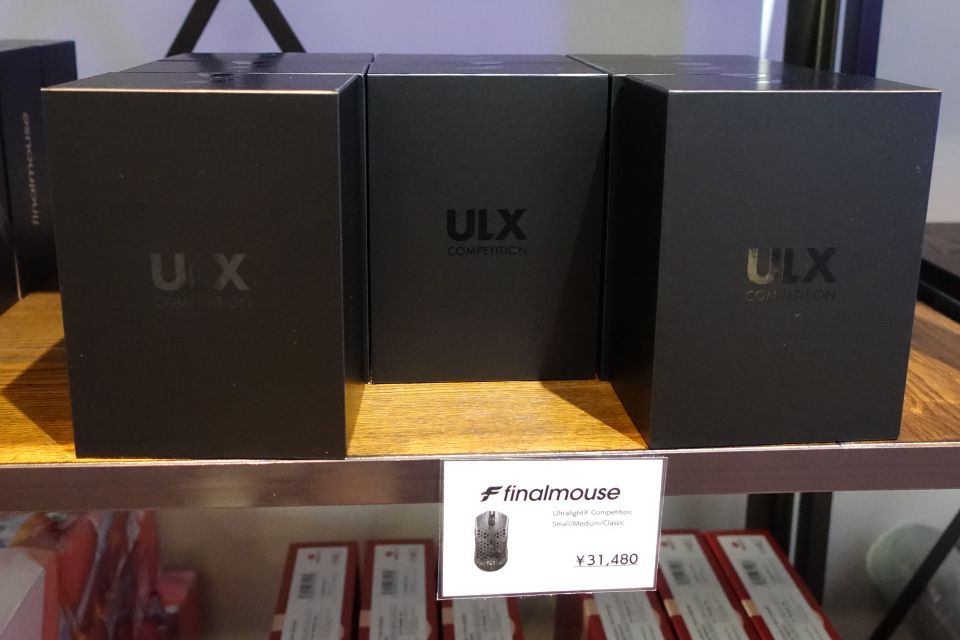 finalmouse
ULX
COMPETITION
ULX
COMPETITION
ULX
COMPETITION
finalmouse
UltralightX Competition
Small/Medium/Classic
¥31,480